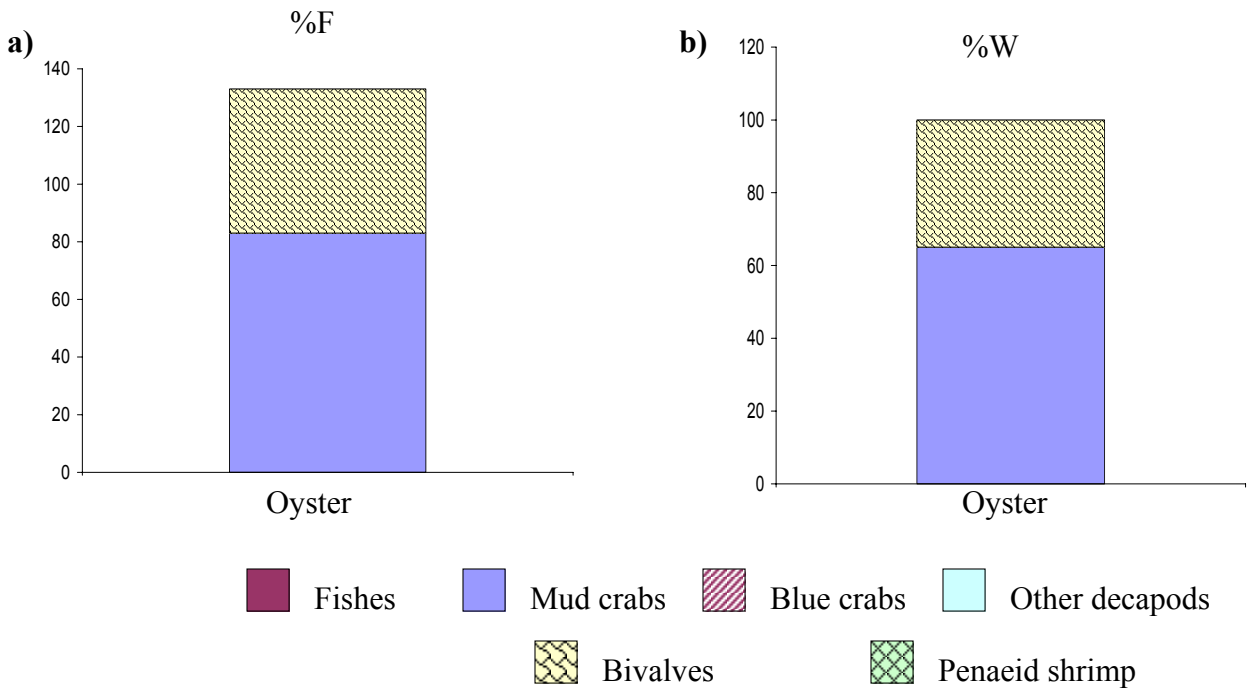 a)
%F
140
120
100
80
60
40
20
0
Oyster
b)
%W
120
100
80
60
40
20
0
Oyster
Fishes Mud crabs Blue crabs Other decapods
Bivalves Penaeid shrimp